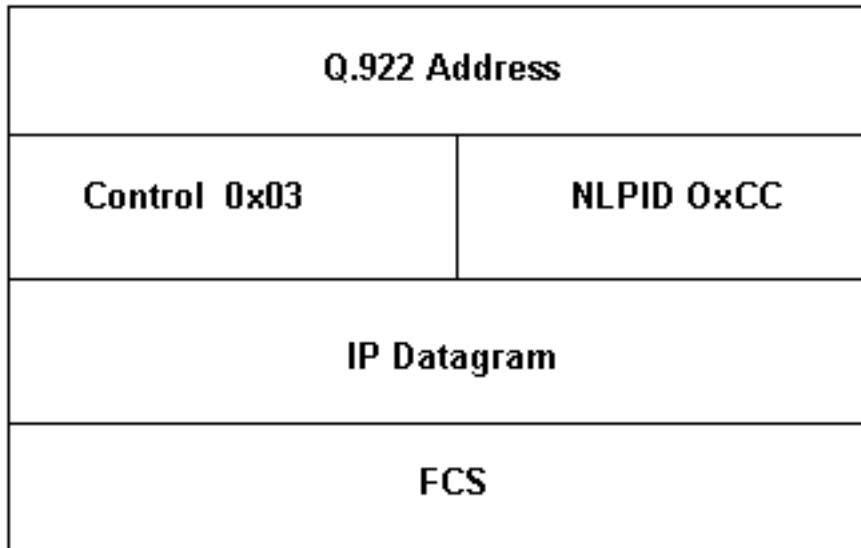 Q.922 Address
Control 0x03
NLPID OxCC
IP Datagram
FCS